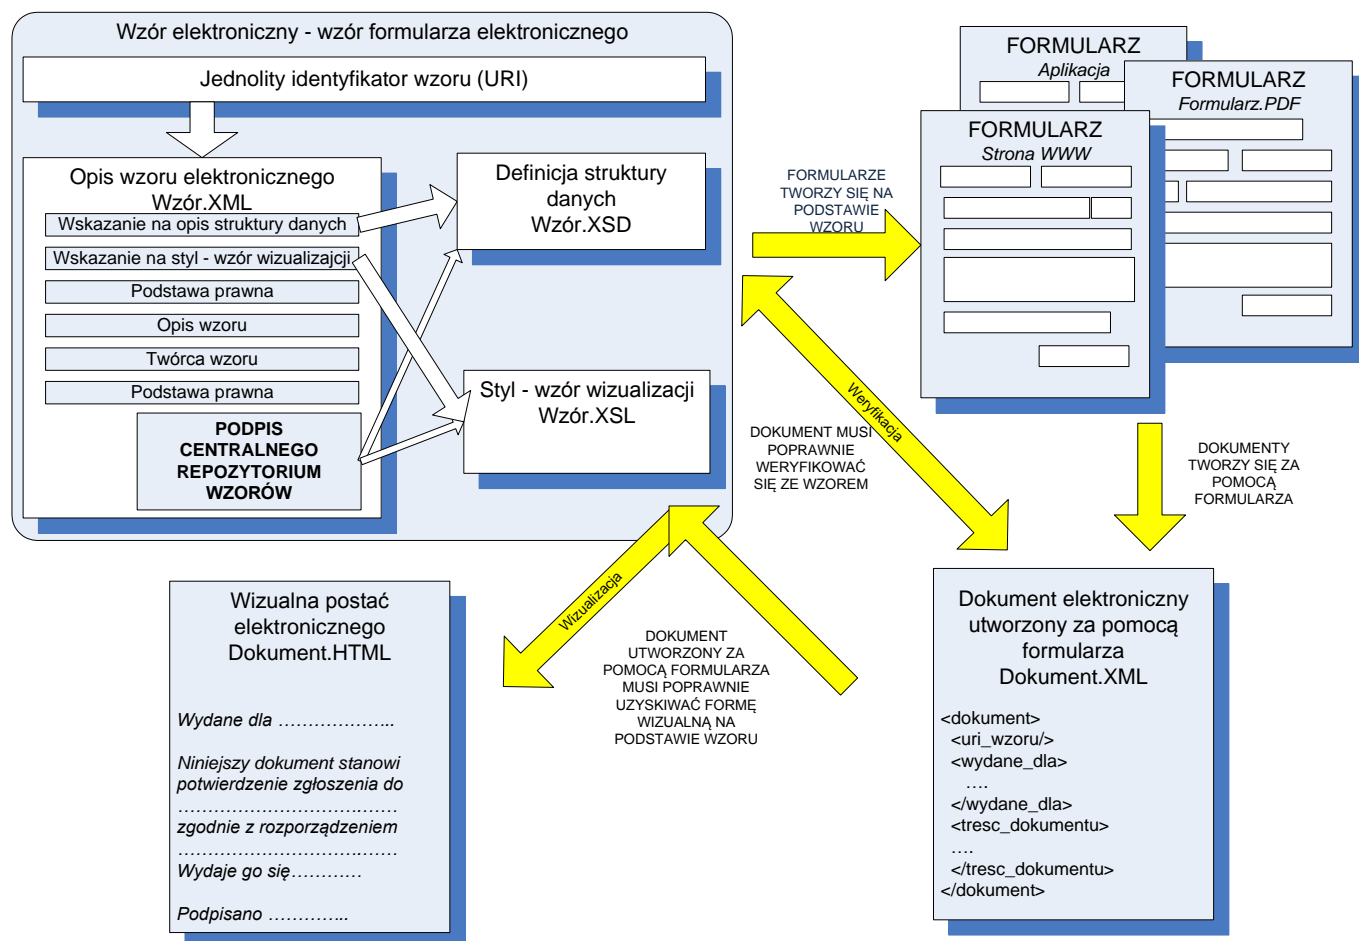 Wzór elektroniczny - wzór formularza elektronicznego
Jednolity identyfikator wzoru (URI)
Opis wzoru elektronicznego
Wzór.XML
Wskazanie na opis struktury danych
Wskazanie na styl - wzór wizualizajcji
Podstawa prawna
Opis wzoru
Twórca wzoru
Podstawa prawna
PODPIS
CENTRALNEGO
REPOZYTORIUM
WZORÓW
Definicja struktury
danych
Wzór.XSD
Styl - wzór wizualizacji
Wzór.XSL
FORMULARZE
TWORZY SIĘ NA
PODSTAWIE
WZORU
FORMULARZ
Aplikacja
FORMULARZ
Formularz.PDF
FORMULARZ
Strona WWW
Weryfikacja
DOKUMENT MUSI
POPRAWNIE
WERYFIKOWAĆ
SIĘ ZE WZOREM
DOKUMENTY
TWORZY SIĘ ZA
POMOCĄ
FORMULARZA
Wizualizacja
DOKUMENT
UTWORZONY ZA
POMOCĄ FORMULARZA
MUSI POPRAWNIE
UZYSKIWAĆ FORMĘ
WIZUALNĄ NA
PODSTAWIE WZORU
Wizualna postać
elektronicznego
Dokument.HTML
Wydane dla ………………..
Niniejszy dokument stanowi
potwierdzenie zgłoszenia do
……………………………..……
zgodnie z rozporządzeniem
……………………………..……
Wydaje go się…………
Podpisano …………..
Dokument elektroniczny
utworzony za pomocą
formularza
Dokument.XML
<dokument>
<uri_wzoru/>
<wydane_dla>
….
</wydane_dla>
<tresc_dokumentu>
….
</tresc_dokumentu>
</dokument>